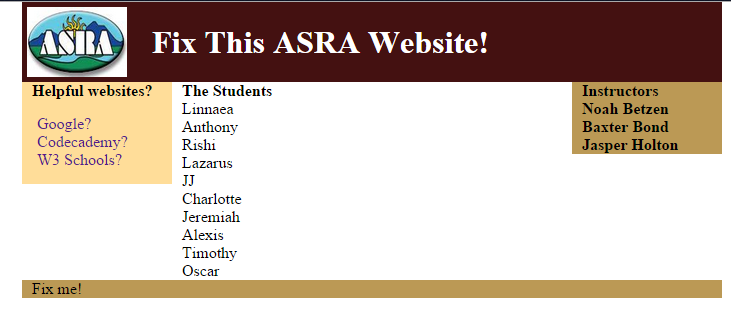 ASRA
Fix This ASRA Website!
Helpful websites?
Google?
Codecademy?
W3 Schools?
The Students
Linnaea
Anthony
Rishi
Lazarus
JJ
Charlotte
Jeremiah
Alexis
Timothy
Oscar
Instructors
Noah Betzen
Baxter Bond
Jasper Holton
Fix me!